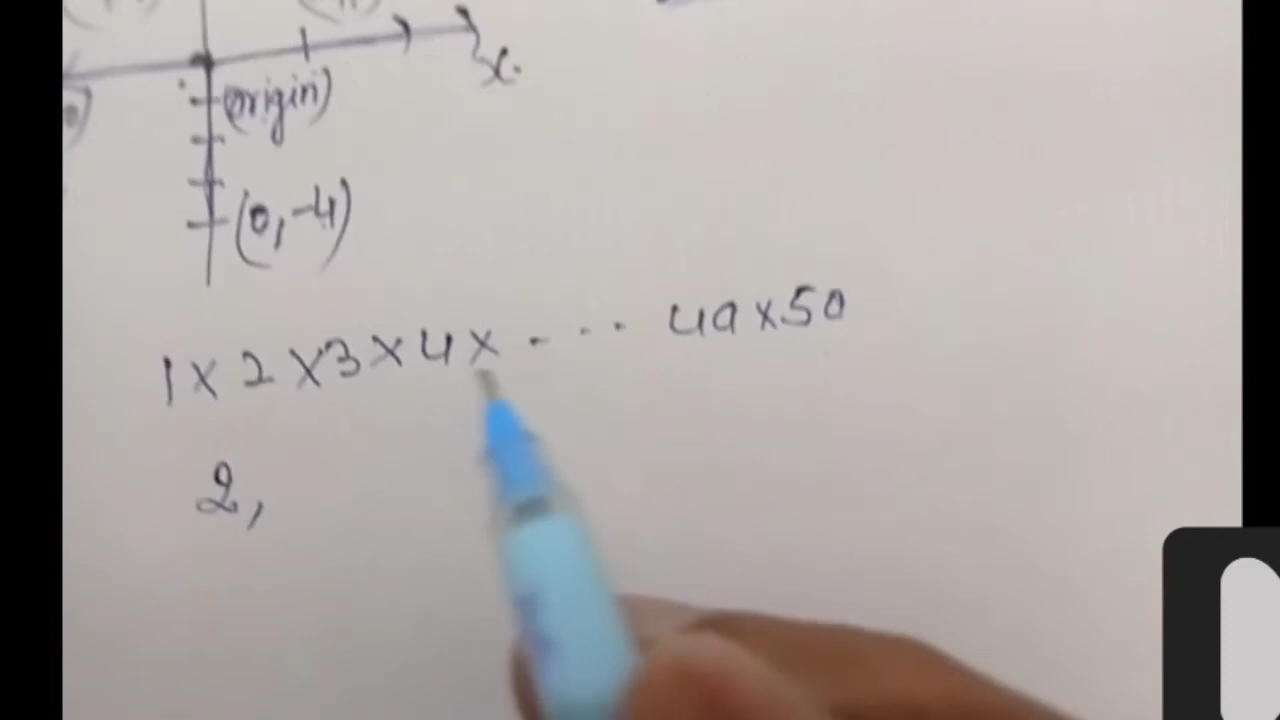 x.
(origin)
(0,-4)
1 x 2 x 3 x 4 x - . . . 49 x 50
2,